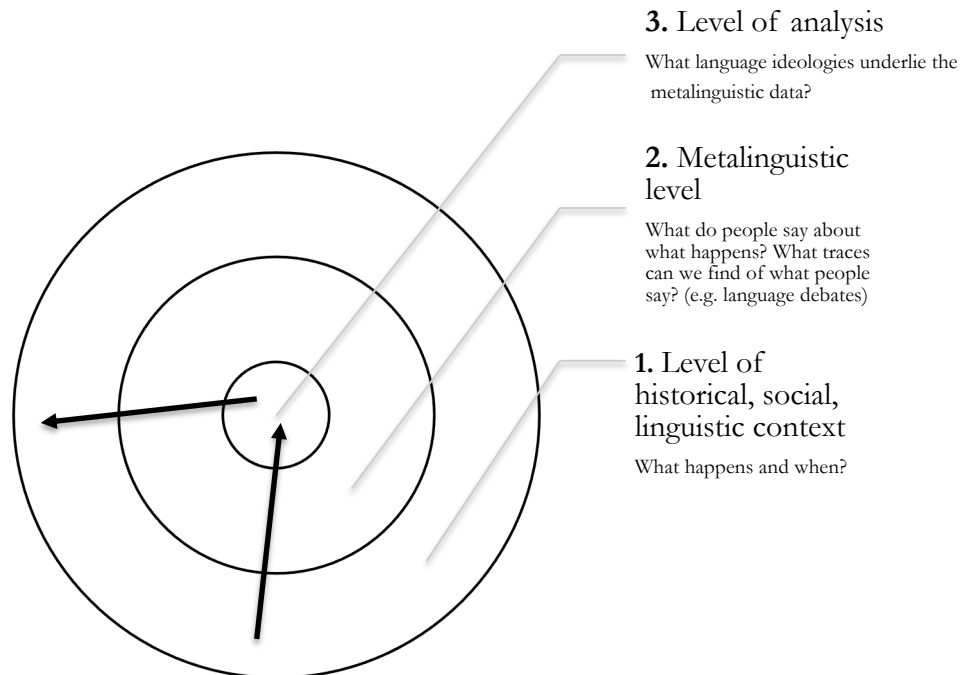 3. Level of analysis
What language ideologies underlie the
metalinguistic data?
2. Metalinguistic
level
What do people say about
what happens? What traces
can we find of what people
say? (e.g. language debates)
1. Level of
historical, social,
linguistic context
What happens and when?